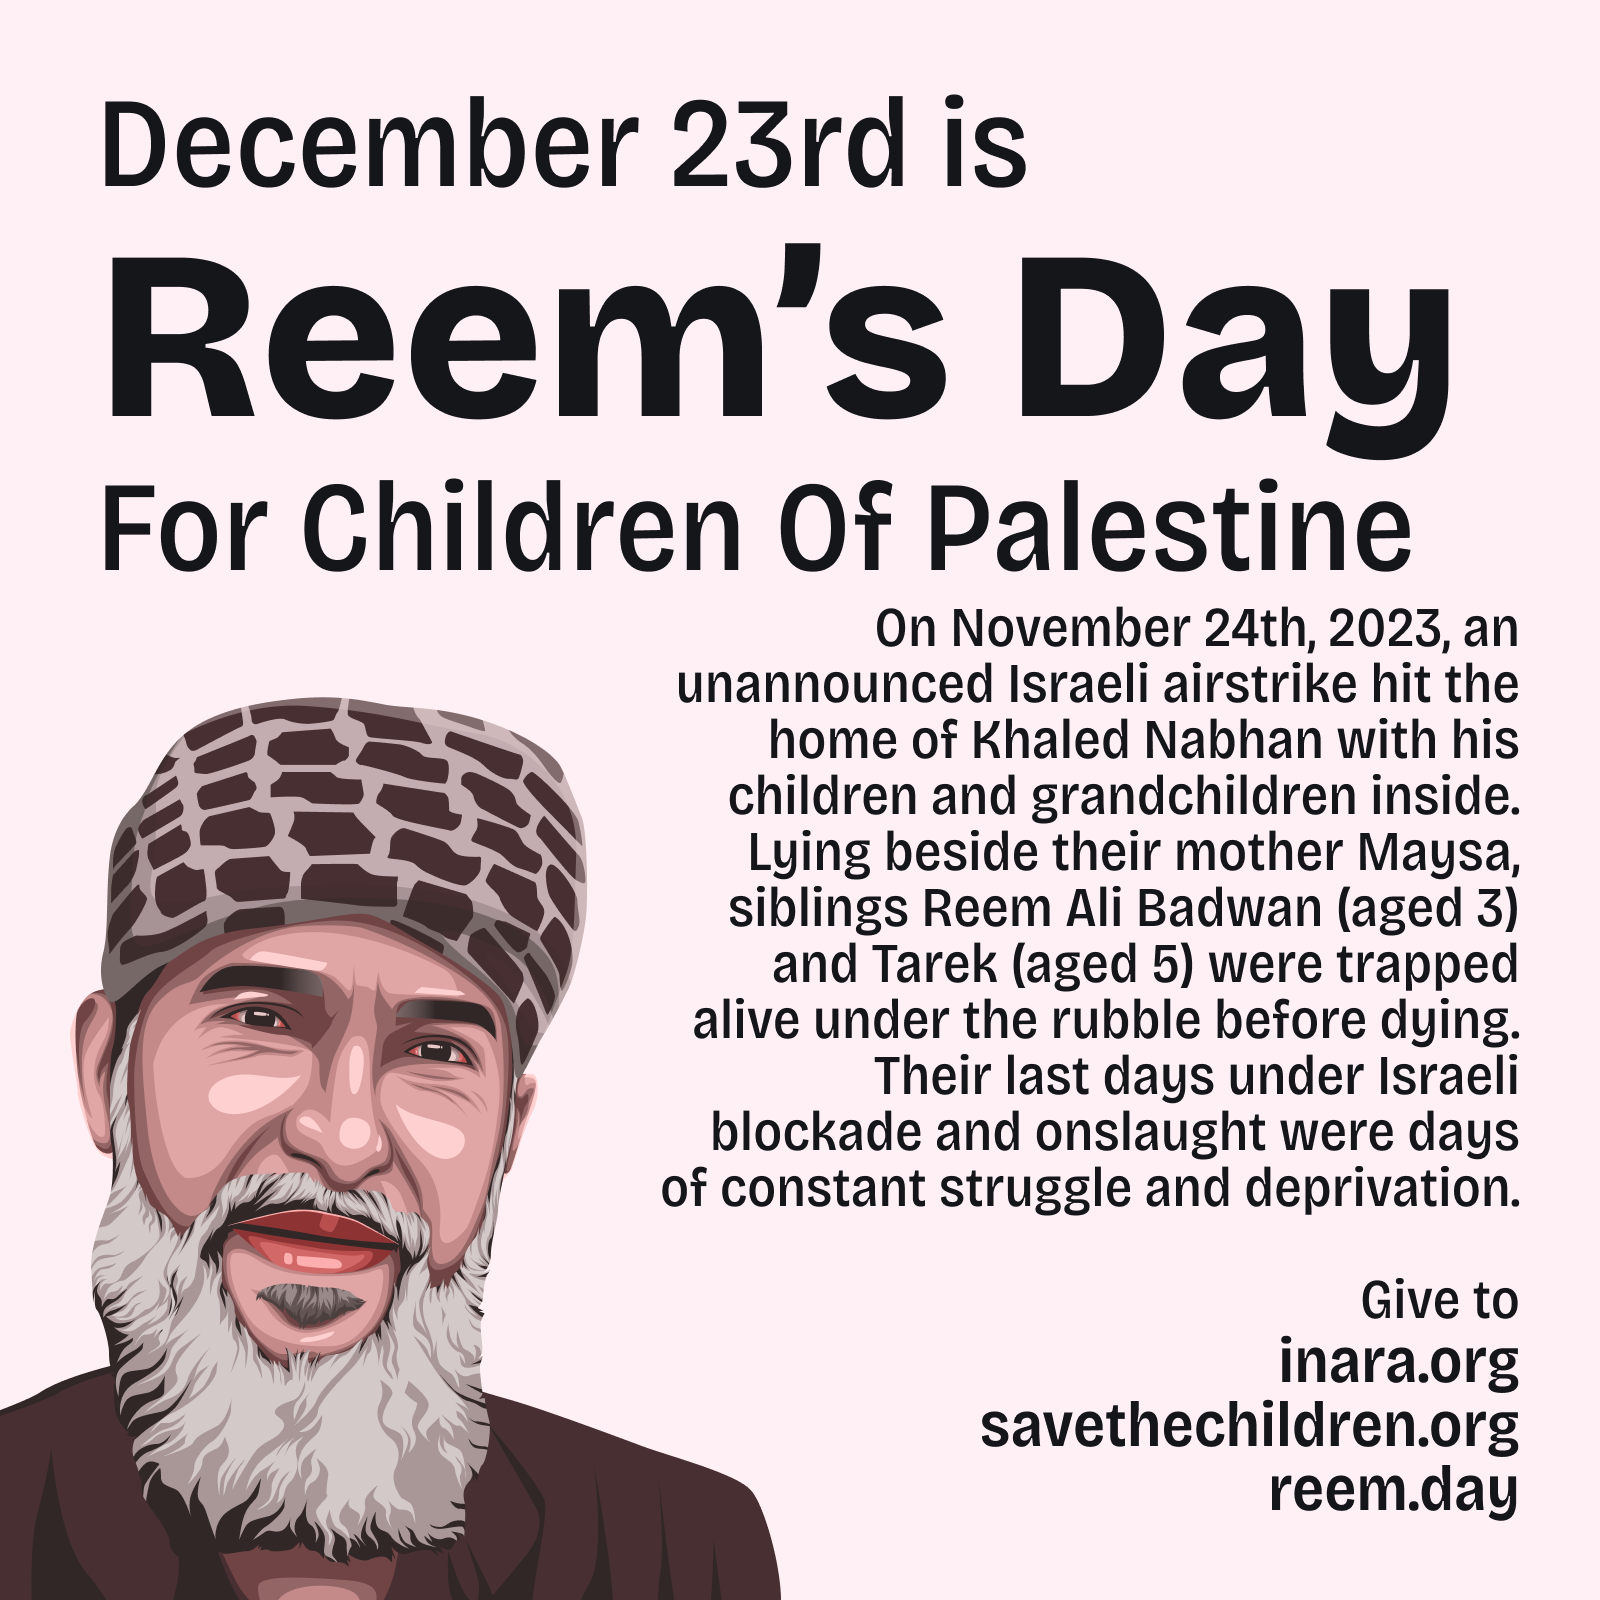 December 23rd is
Reem’s Day
For Children Of Palestine
On November 24th, 2023, an
unannounced Israeli airstrike hit the
home of Khaled Nabhan with his
children and grandchildren inside.
Lying beside their mother Maysa,
siblings Reem Ali Badwan (aged 3)
and Tarek (aged 5) were trapped
alive under the rubble before dying.
Their last days under Israeli
blockade and onslaught were days
of constant struggle and deprivation.
Give to
inara.org
savethechildren.org
reem.day